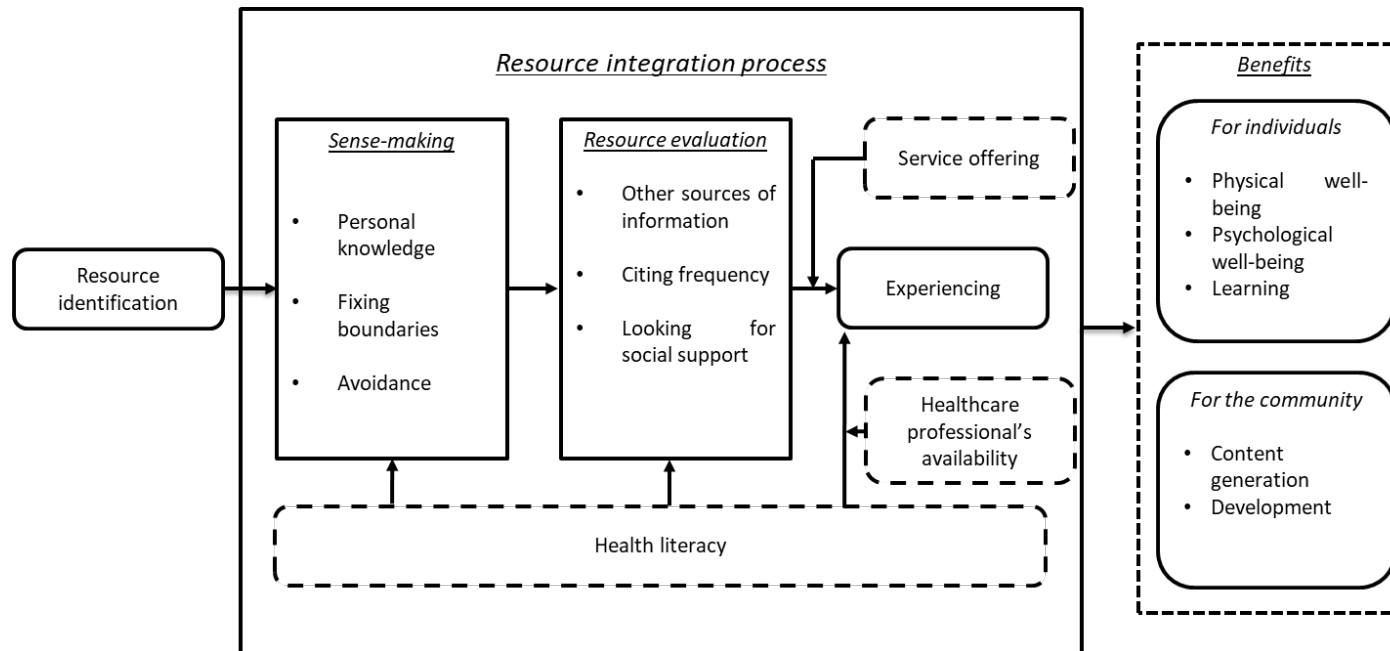 Resource integration process
Benefits
Resource
identification
Sense-making
• Personal
knowledge
• Fixing
boundaries
• Avoidance
Resource evaluation
• Other sources of
information
• Citing frequency
• Looking for
social support
Service offering
Experiencing
Healthcare
professional’s
availability
Health literacy
For individuals
• Physical well-
being
• Psychological
well-being
• Learning
For the community
• Content
generation
• Development